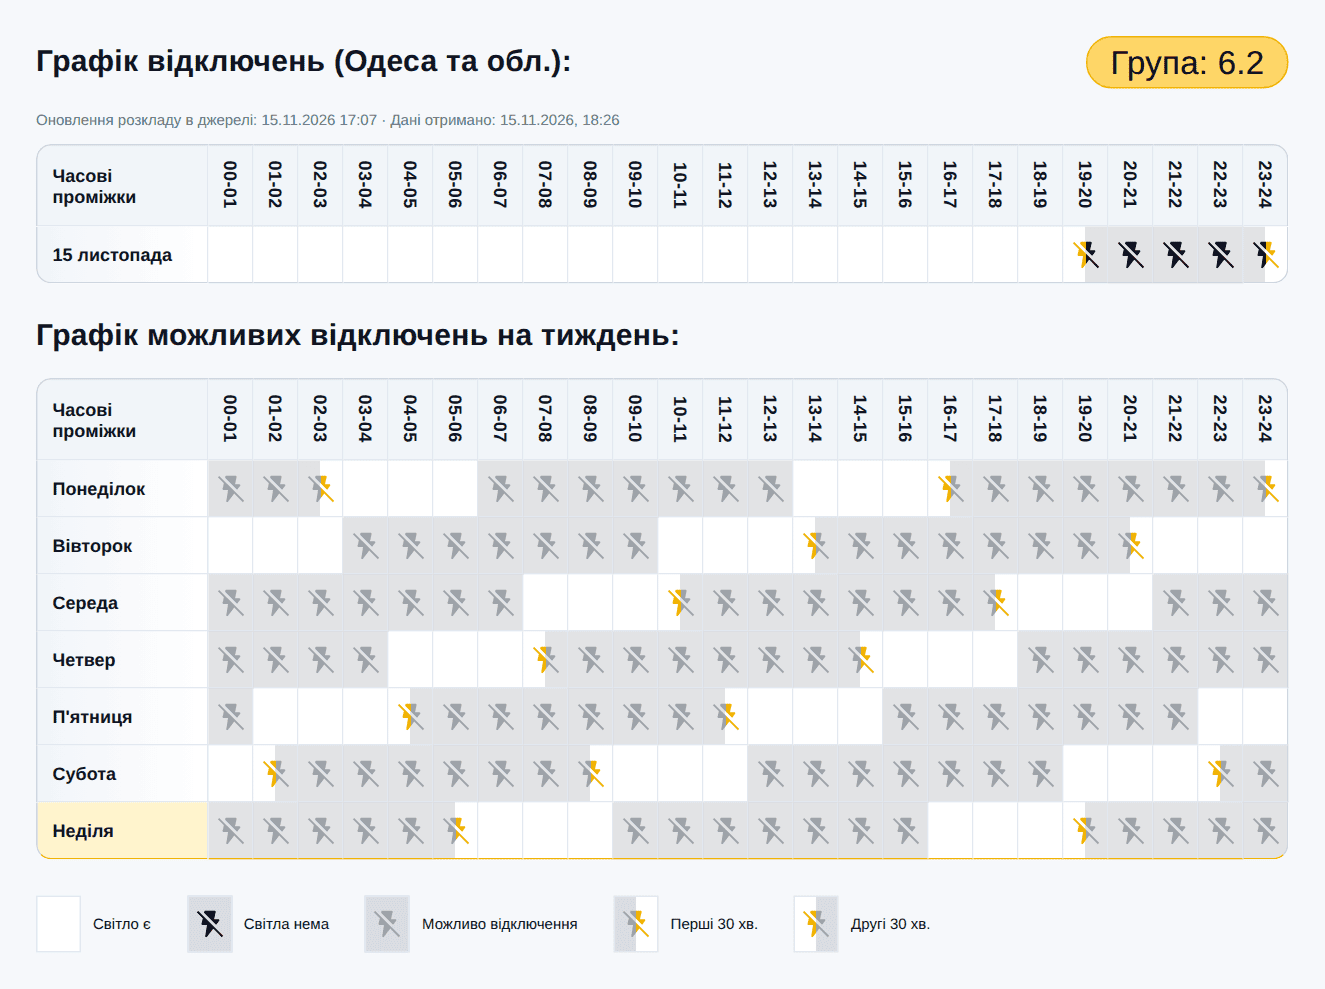 Графік відключень (Одеса та обл.):
Група: 6.2
Оновлення розкладу в джерелі: 15.11.2026 17:07 · Дані отримано: 15.11.2026, 18:26
Часові
проміжки
00-01 01-02 02-03 03-04 04-05 05-06 06-07 07-08 08-09 09-10 10-11 11-12 12-13 13-14 14-15 15-16 16-17 17-18 18-19 19-20 20-21 21-22 22-23 23-24
15 листопада
Графік можливих відключень на тиждень:
Часові
проміжки
00-01 01-02 02-03 03-04 04-05 05-06 06-07 07-08 08-09 09-10 10-11 11-12 12-13 13-14 14-15 15-16 16-17 17-18 18-19 19-20 20-21 21-22 22-23 23-24
Понеділок
Вівторок
Середа
Четвер
П'ятниця
Субота
Неділя
Світло є
Світла нема
Можливо відключення
Перші 30 хв.
Другі 30 хв.